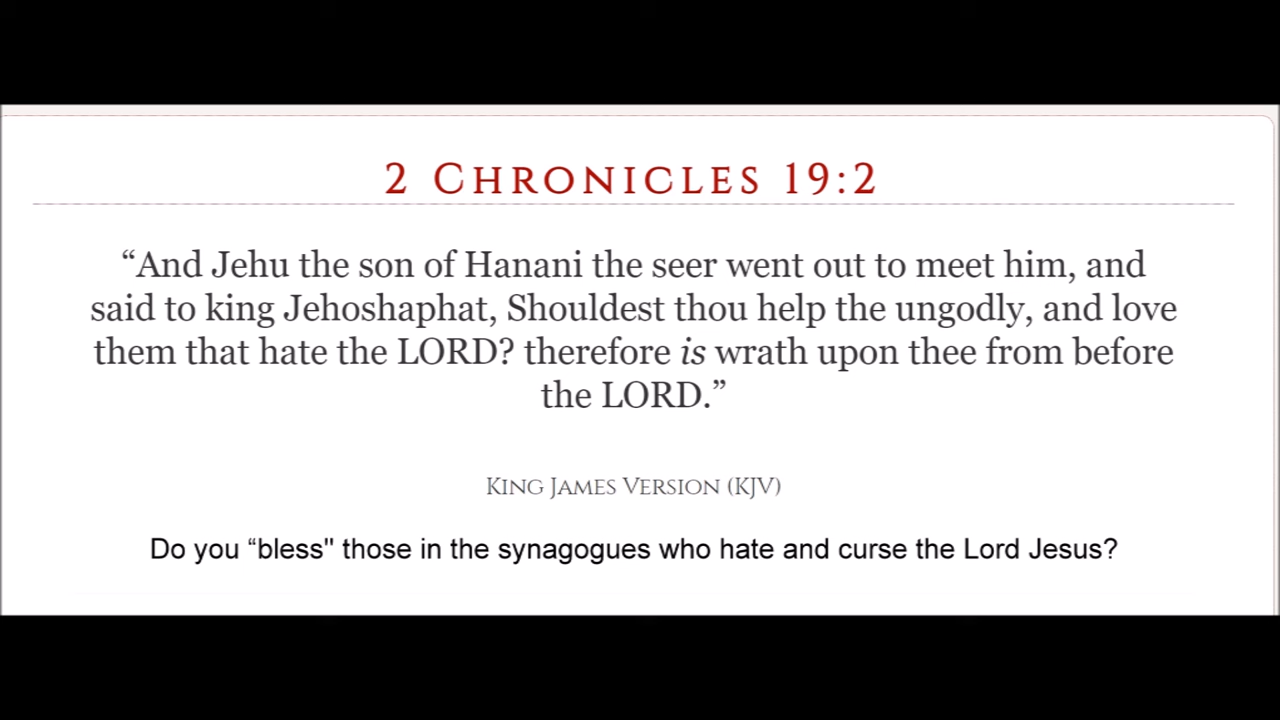 2 Chronicles 19:2
“And Jehu the son of Hanani the seer went out to meet him, and
said to king Jehoshaphat, Shouldest thou help the ungodly, and love
them that hate the LORD? therefore is wrath upon thee from before
the LORD.”
King James Version (KJV)
Do you “bless" those in the synagogues who hate and curse the Lord Jesus?